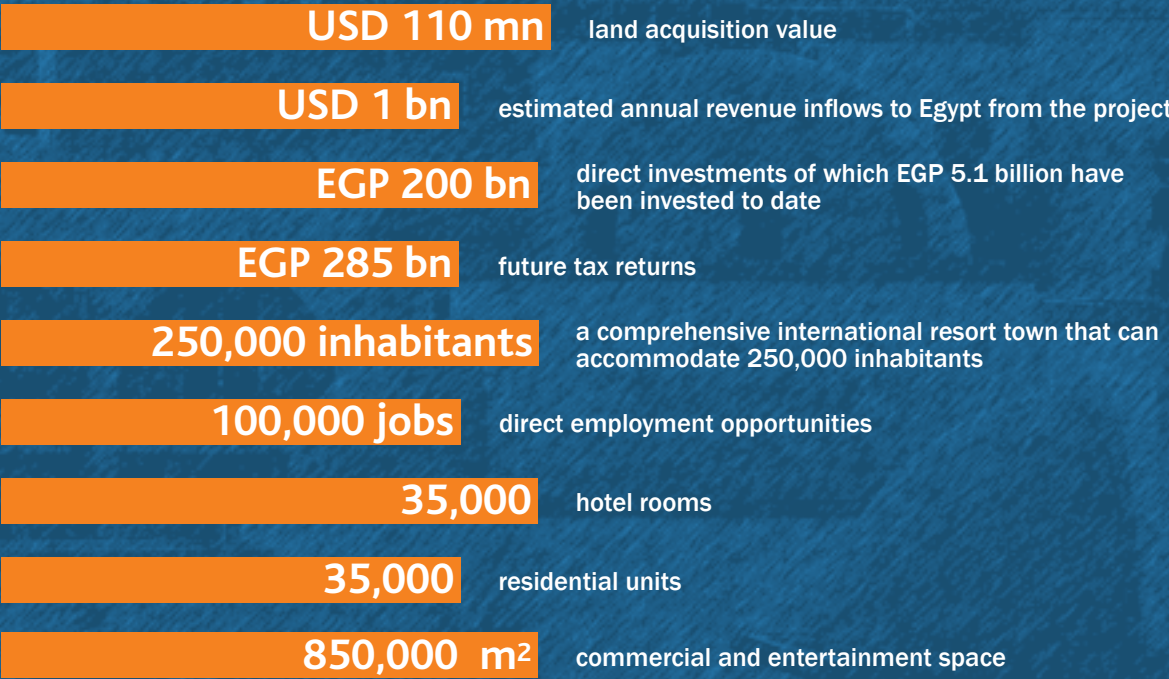 USD 110 mn land acquisition value
USD 1 bn estimated annual revenue inflows to Egypt from the project
EGP 200 bn direct investments of which EGP 5.1 billion have
been invested to date
EGP 285 bn future tax returns
250,000 inhabitants a comprehensive international resort town that can
accommodate 250,000 inhabitants
100,000 jobs direct employment opportunities
35,000 hotel rooms
35,000 residential units
850,000 m² commercial and entertainment space